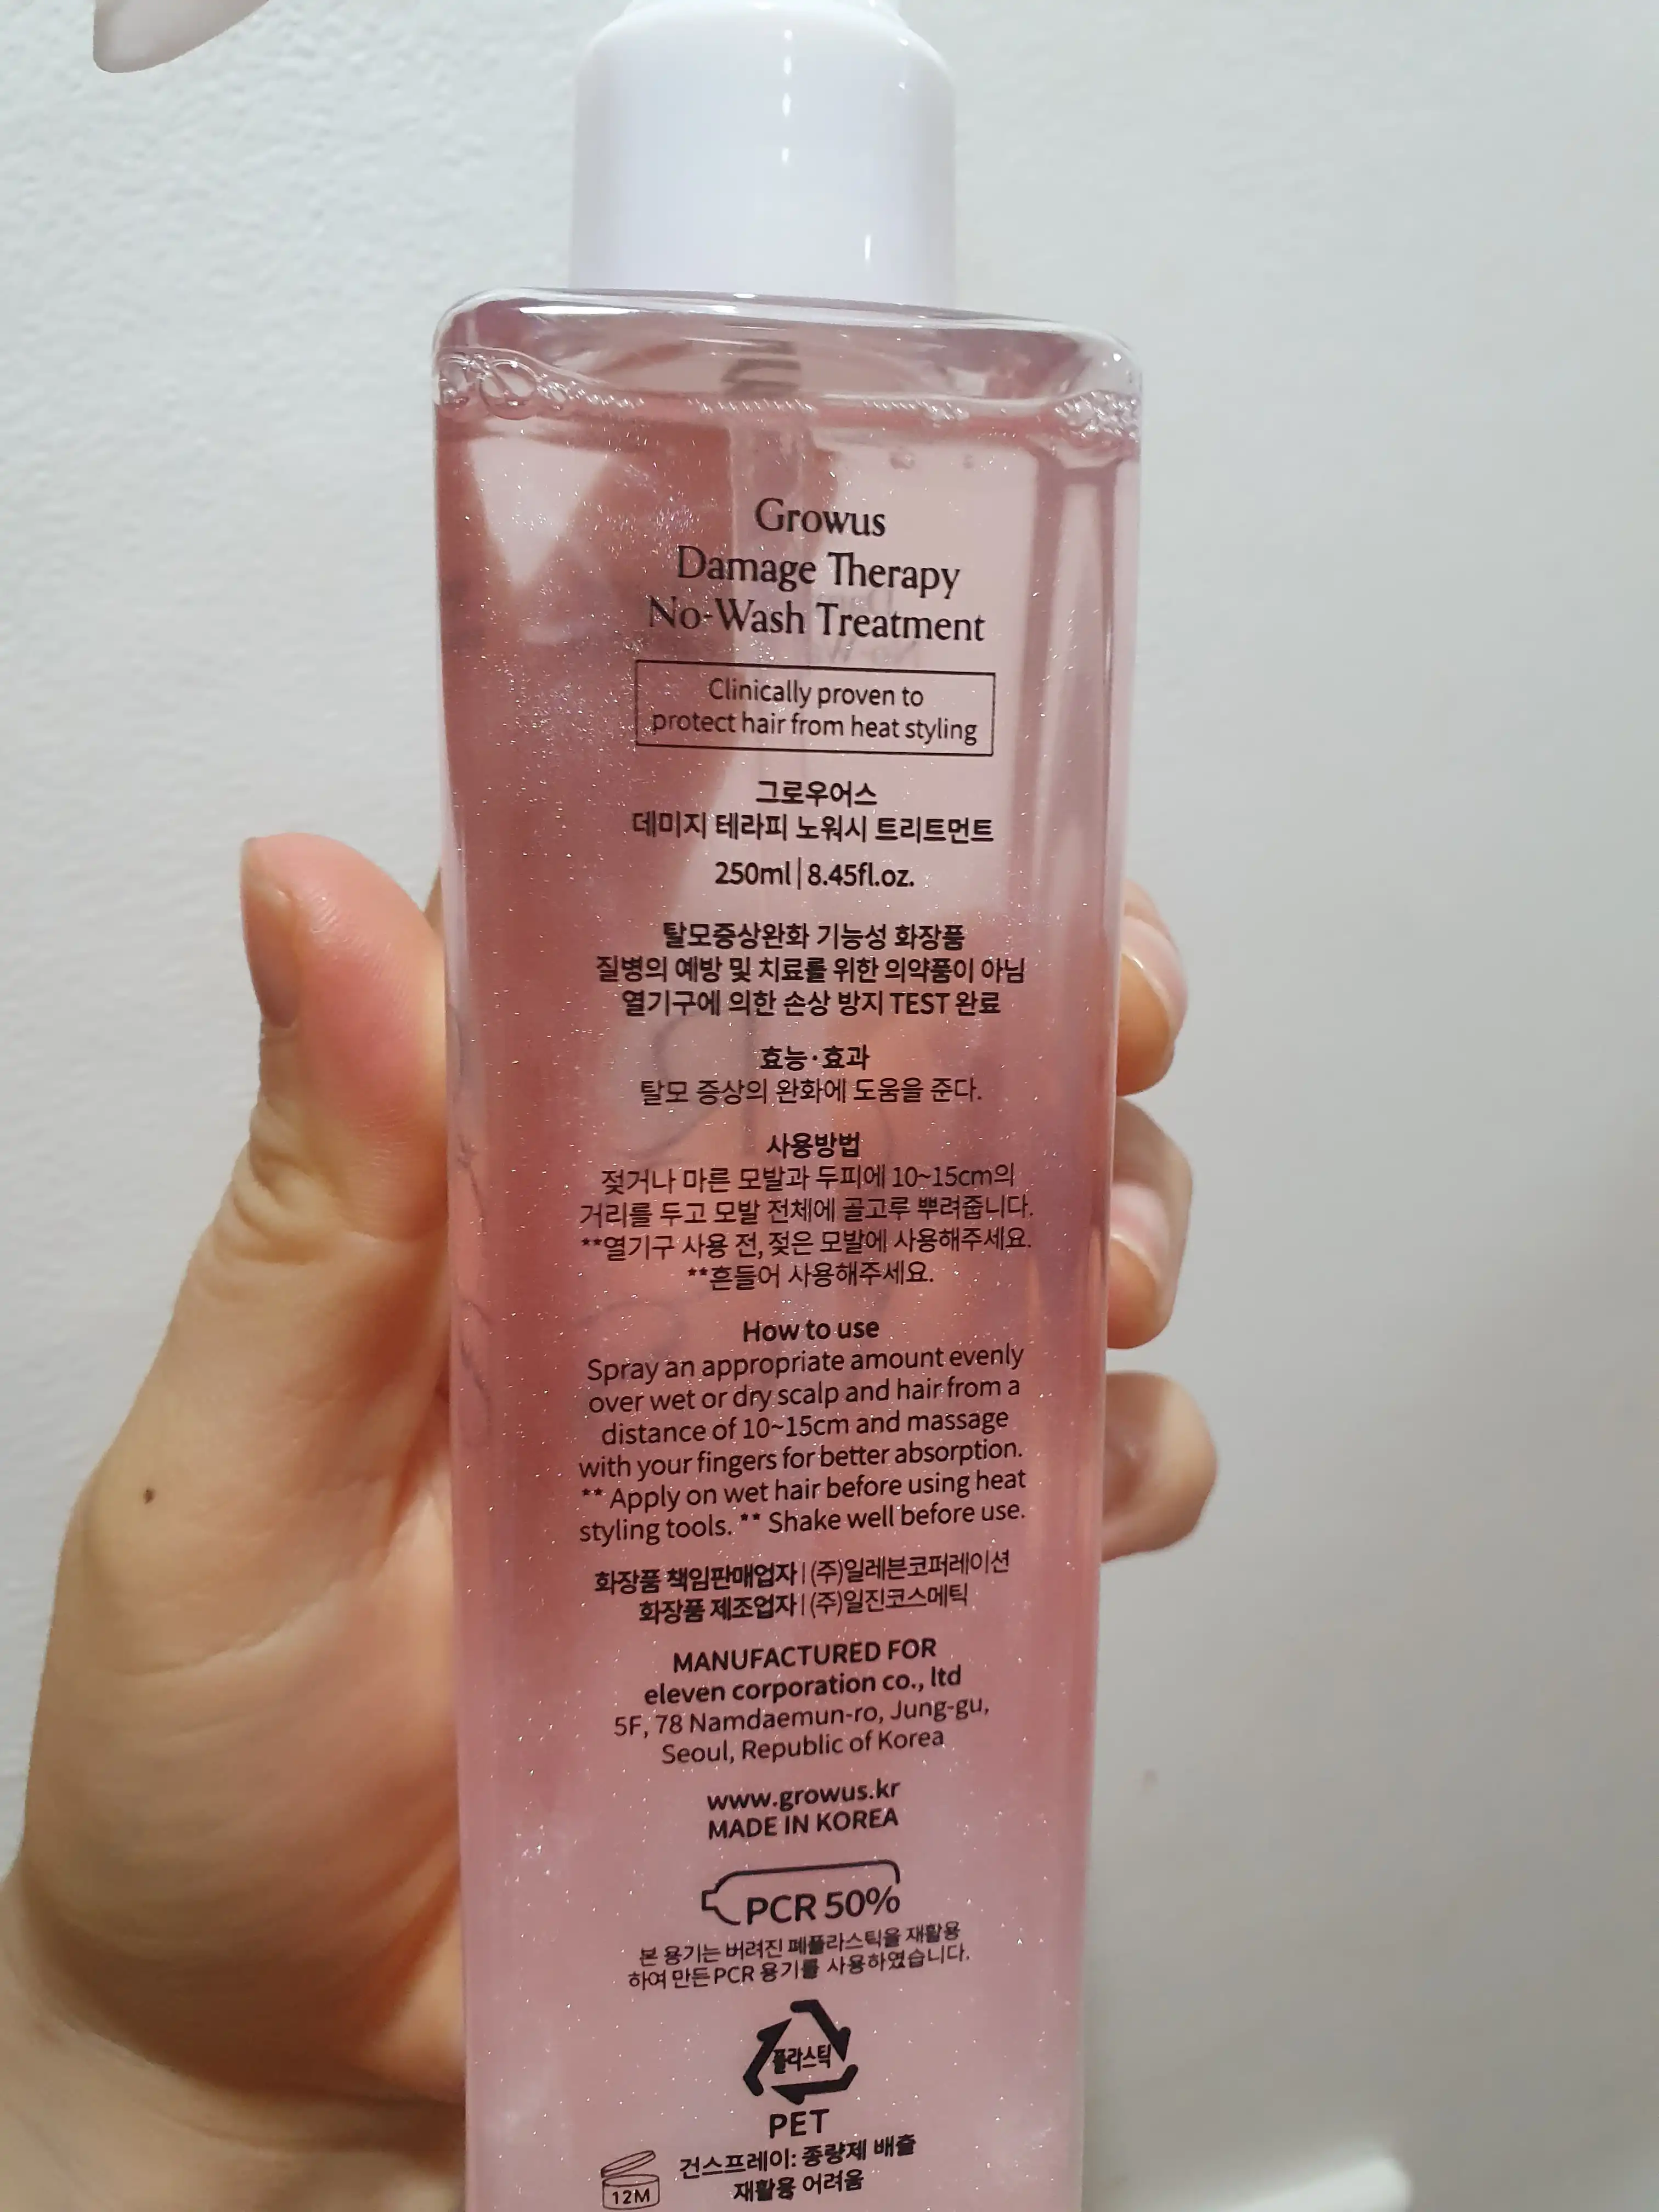 Growus
Damage Therapy
No-Wash Treatment
Clinically proven to
protect hair from heat styling
그로우어스
데미지 테라피 노워시 트리트먼트
250ml | 8.45fl.oz.
탈모증상완화 기능성 화장품
질병의 예방 및 치료를 위한 의약품이 아님
열기구에 의한 손상 방지 TEST 완료
효능·효과
탈모 증상의 완화에 도움을 준다.
사용방법
젖거나 마른 모발과 두피에 10~15cm의
거리를 두고 모발 전체에 골고루 뿌려줍니다.
**열기구 사용 전, 젖은 모발에 사용해주세요.
**흔들어 사용해주세요.
How to use
Spray an appropriate amount evenly
over wet or dry scalp and hair from a
distance of 10~15cm and massage
with your fingers for better absorption.
** Apply on wet hair before using heat
styling tools. ** Shake well before use.
화장품 책임판매업자 | (주)일레븐코퍼레이션
화장품 제조업자 | (주)일진코스메틱
MANUFACTURED FOR
eleven corporation co., ltd
5F, 78 Namdaemun-ro, Jung-gu,
Seoul, Republic of Korea
www.growus.kr
MADE IN KOREA
PCR 50%
본 용기는 버려진 폐플라스틱을 재활용
하여 만든 PCR 용기를 사용하였습니다.
플라스틱
PET
건스프레이: 종량제 배출
재활용 어려움
12M